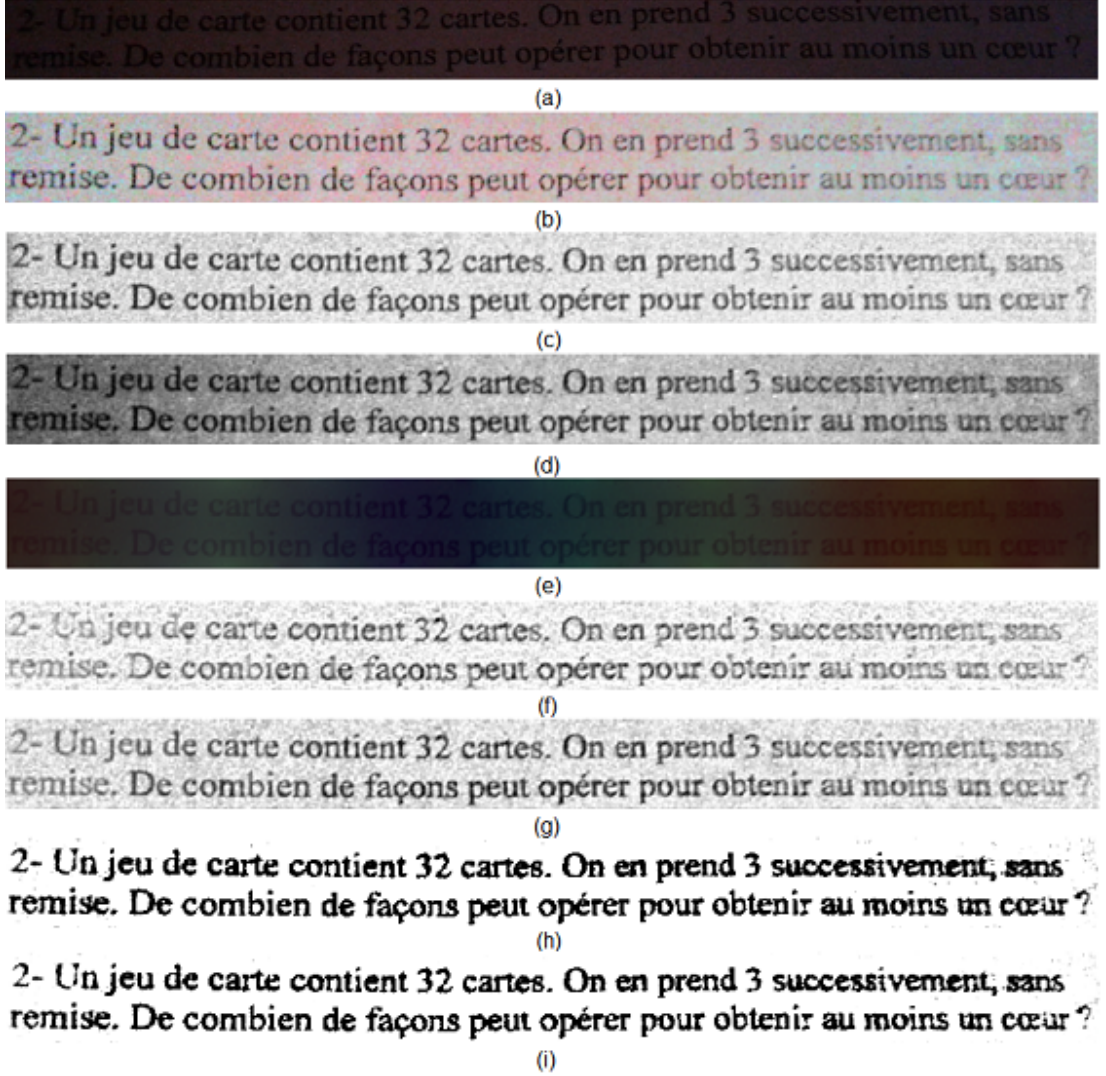 2- Un jeu de carte contient 32 cartes. On en prend 3 successivement, sans
remise. De combien de façons peut opérer pour obtenir au moins un cœur ?
(a)
2- Un jeu de carte contient 32 cartes. On en prend 3 successivement, sans
remise. De combien de façons peut opérer pour obtenir au moins un cœur ?
(b)
2- Un jeu de carte contient 32 cartes. On en prend 3 successivement, sans
remise. De combien de façons peut opérer pour obtenir au moins un cœur ?
(c)
2- Un jeu de carte contient 32 cartes. On en prend 3 successivement, sans
remise. De combien de façons peut opérer pour obtenir au moins un cœur ?
(d)
2- Un jeu de carte contient 32 cartes. On en prend 3 successivement, sans
remise. De combien de façons peut opérer pour obtenir au moins un cœur ?
(e)
2- Un jeu de carte contient 32 cartes. On en prend 3 successivement, sans
remise. De combien de façons peut opérer pour obtenir au moins un cœur ?
(f)
2- Un jeu de carte contient 32 cartes. On en prend 3 successivement, sans
remise. De combien de façons peut opérer pour obtenir au moins un cœur ?
(g)
2- Un jeu de carte contient 32 cartes. On en prend 3 successivement, sans
remise. De combien de façons peut opérer pour obtenir au moins un cœur ?
(h)
2- Un jeu de carte contient 32 cartes. On en prend 3 successivement, sans
remise. De combien de façons peut opérer pour obtenir au moins un cœur ?
(i)